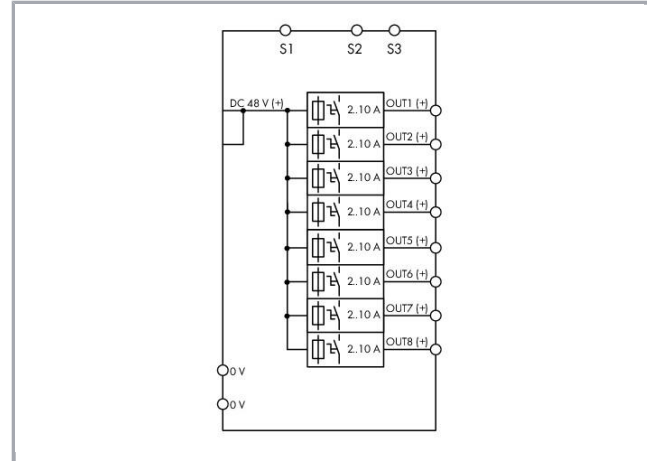 S1 S2 S3
DC 48 V (+)
2..10 A OUT1 (+)
2..10 A OUT2 (+)
2..10 A OUT3 (+)
2..10 A OUT4 (+)
2..10 A OUT5 (+)
2..10 A OUT6 (+)
2..10 A OUT7 (+)
2..10 A OUT8 (+)
0 V
0 V